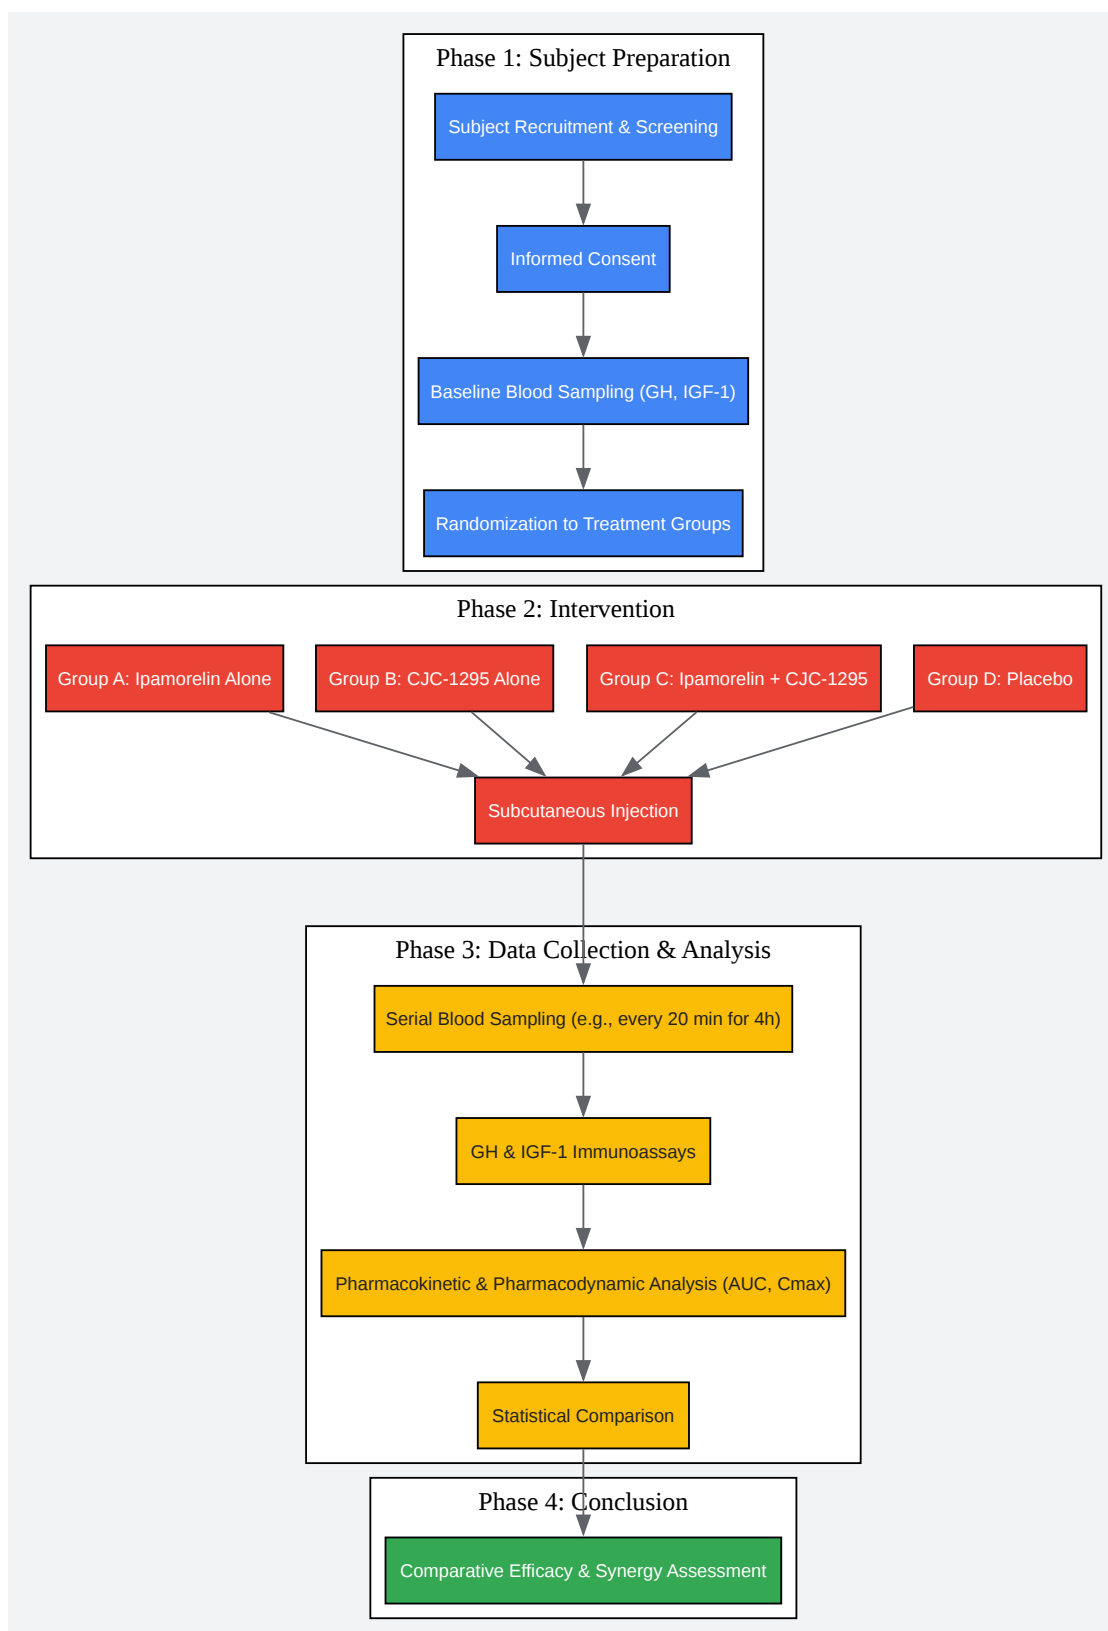 Phase 1: Subject Preparation
Subject Recruitment & Screening
Informed Consent
Baseline Blood Sampling (GH, IGF-1)
Randomization to Treatment Groups
Phase 2: Intervention
Group A: Ipamorelin Alone
Group B: CJC-1295 Alone
Group C: Ipamorelin + CJC-1295
Group D: Placebo
Subcutaneous Injection
Phase 3: Data Collection & Analysis
Serial Blood Sampling (e.g., every 20 min for 4h)
GH & IGF-1 Immunoassays
Pharmacokinetic & Pharmacodynamic Analysis (AUC, Cmax)
Statistical Comparison
Phase 4: Conclusion
Comparative Efficacy & Synergy Assessment